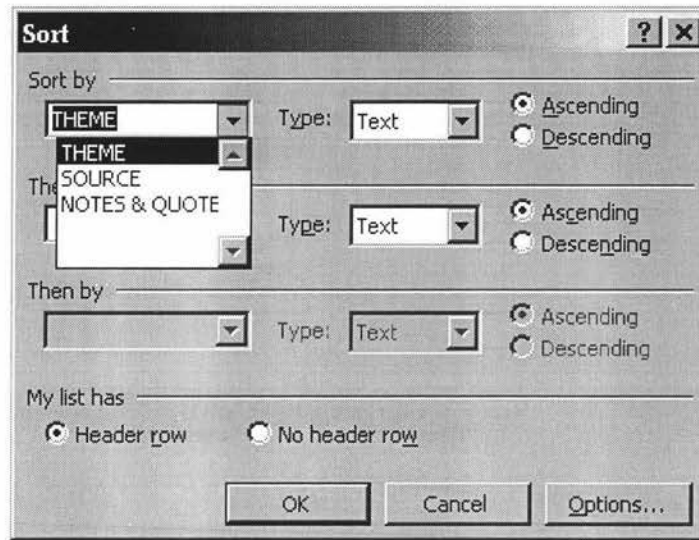 Sort
Sort by
THEME Type: Text Ascending
Descending
THEME
SOURCE
NOTES & QUOTE
The Type: Text Ascending
Descending
Then by
Type: Text Ascending
Descending
My list has
Header row No header row
OK Cancel Options...